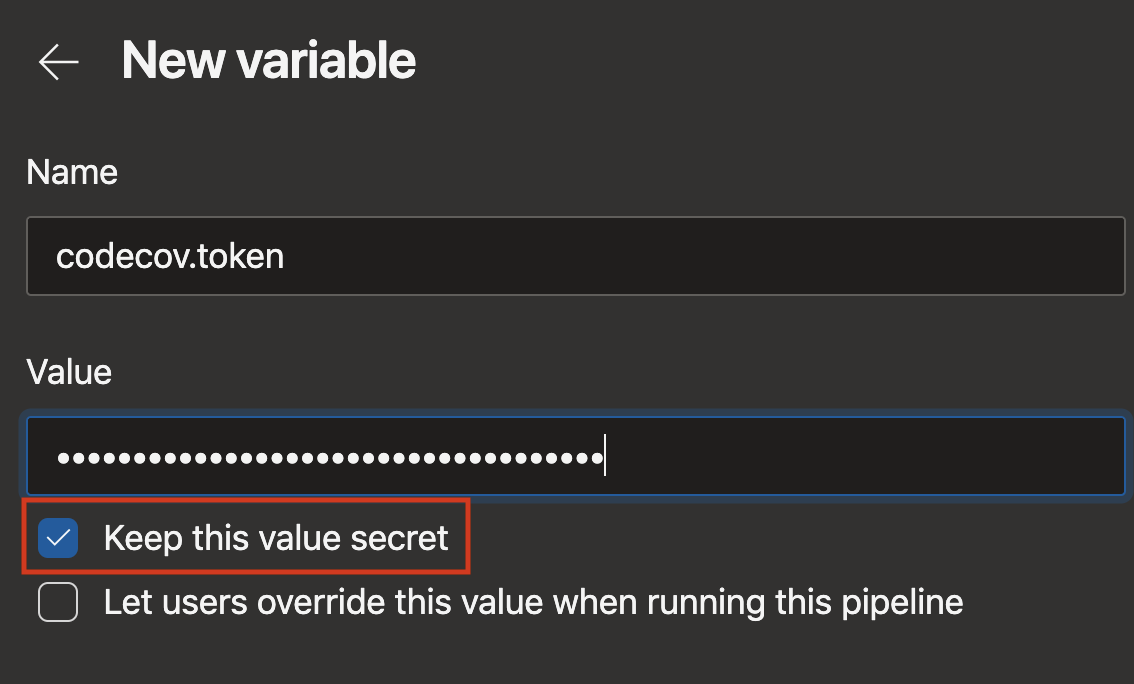 New variable
Name
codecov.token
Value
••••••••••••••••••••••••••••••••••••
Keep this value secret
Let users override this value when running this pipeline